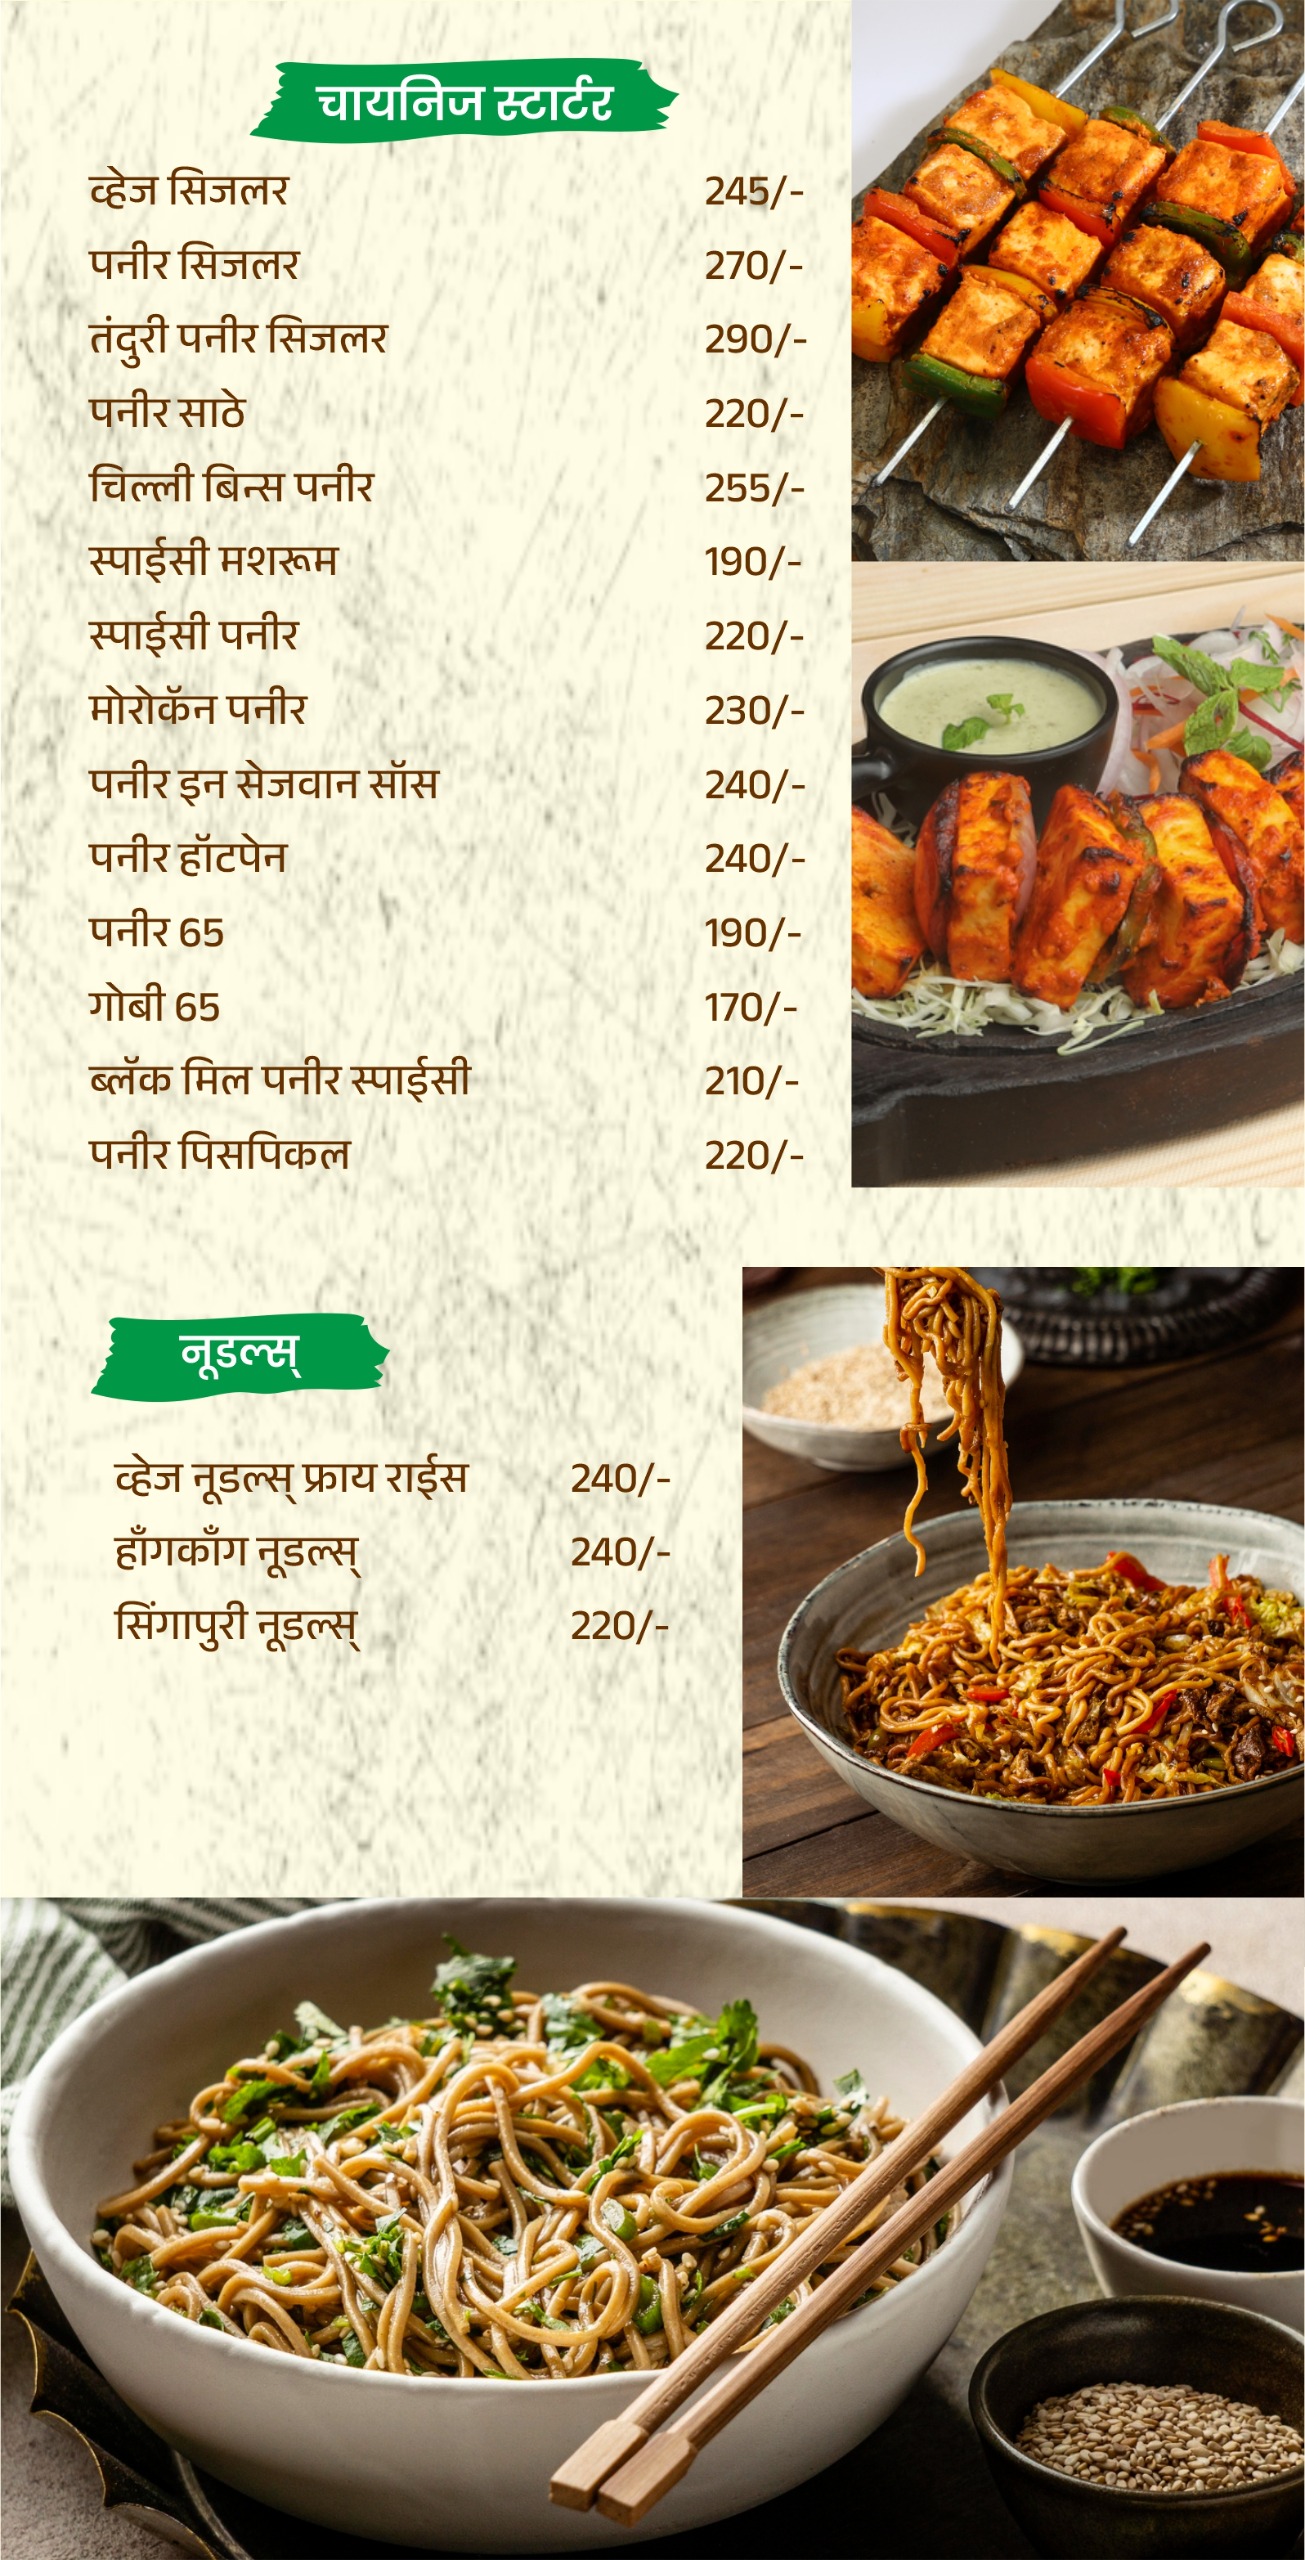 चायनिज स्टार्टर
व्हेज सिजलर 245/-
पनीर सिजलर 270/-
तंदुरी पनीर सिजलर 290/-
पनीर साठे 220/-
चिल्ली बिन्स पनीर 255/-
स्पाईसी मशरूम 190/-
स्पाईसी पनीर 220/-
मोरोकॅन पनीर 230/-
पनीर इन सेजवान सॉस 240/-
पनीर हॉटपेन 240/-
पनीर 65 190/-
गोबी 65 170/-
ब्लॅक मिल पनीर स्पाईसी 210/-
पनीर पिसपिकल 220/-
नूडल्स्
व्हेज नूडल्स् फ्राय राईस 240/-
हाँगकाँग नूडल्स् 240/-
सिंगापुरी नूडल्स् 220/-